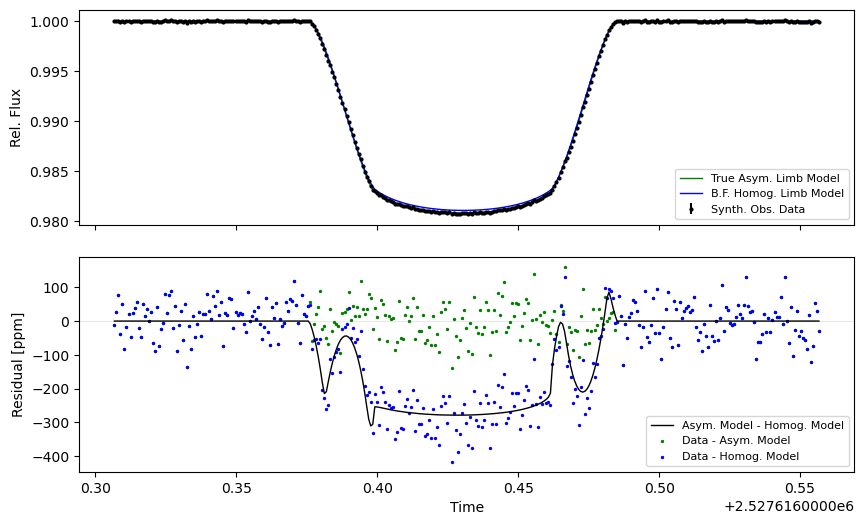 1.000
0.995
0.990
0.985
0.980
Rel. Flux
True Asym. Limb Model
B.F. Homog. Limb Model
Synth. Obs. Data
100
0
−100
−200
−300
−400
Residual [ppm]
Asym. Model - Homog. Model
Data - Asym. Model
Data - Homog. Model
0.30
0.35
0.40
0.45
0.50
0.55
Time
+2.5276160000e6